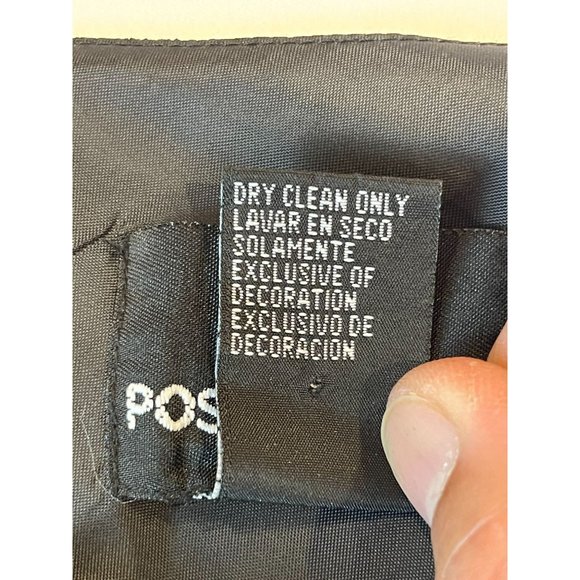 DRY CLEAN ONLY
LAVAR EN SECO
SOLAMENTE
EXCLUSIVE OF
DECORATION
EXCLUSIVO DE
DECORACION
POS